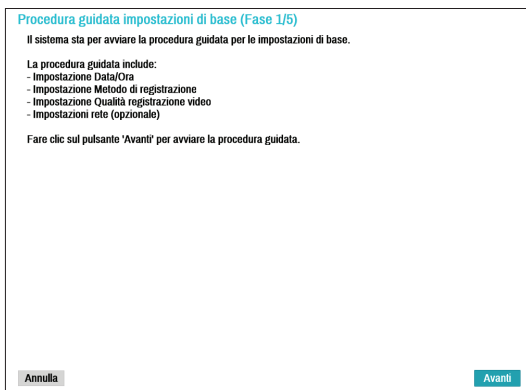 Procedura guidata impostazioni di base (Fase 1/5)
Il sistema sta per avviare la procedura guidata per le impostazioni di base.
La procedura guidata include:
- Impostazione Data/Ora
- Impostazione Metodo di registrazione
- Impostazione Qualità registrazione video
- Impostazioni rete (opzionale)
Fare clic sul pulsante 'Avanti' per avviare la procedura guidata.
Annulla
Avanti